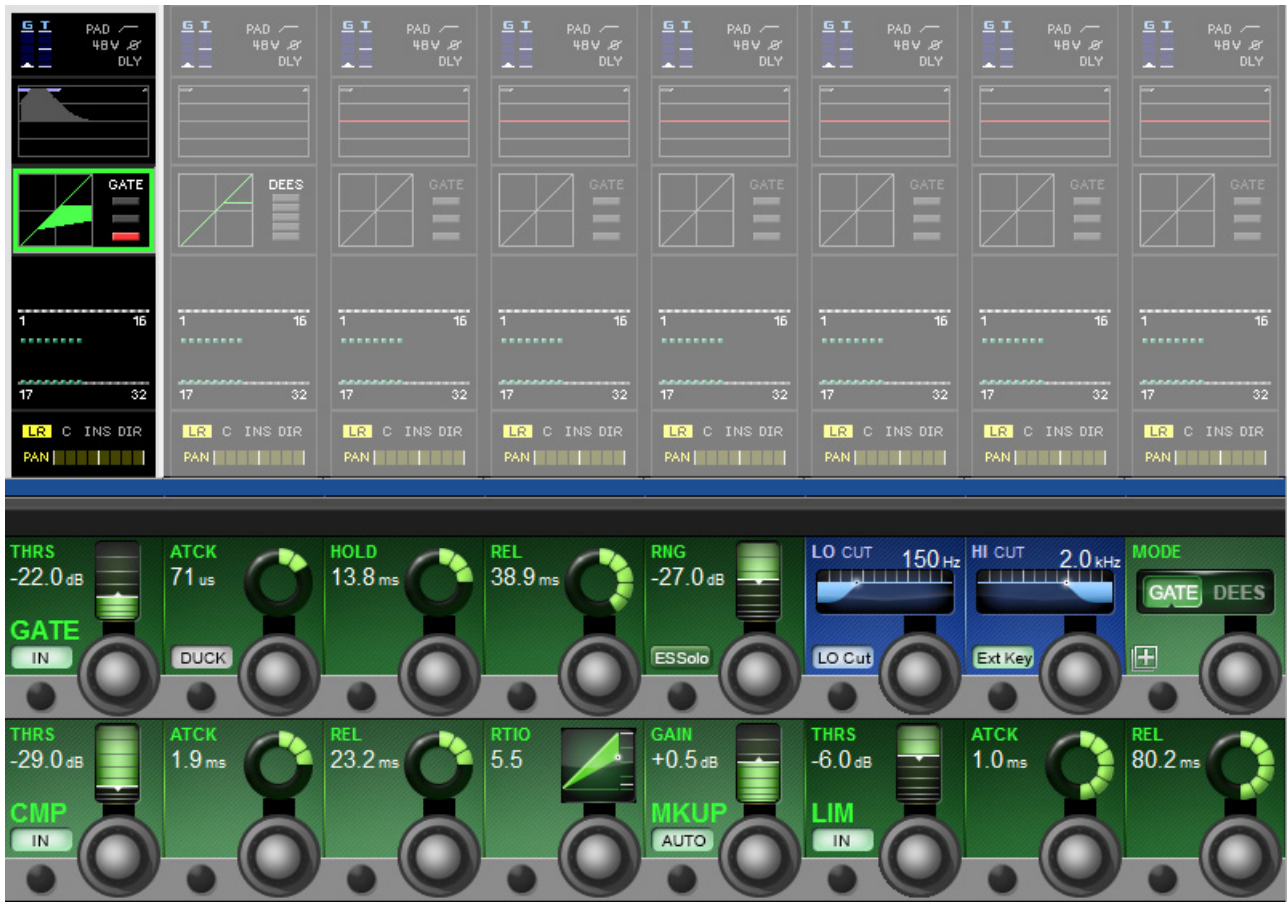 G T PAD G T PAD G T PAD G T PAD G T PAD G T PAD G T PAD G T PAD
48V 48V 48V 48V 48V 48V 48V 48V
DLY DLY DLY DLY DLY DLY DLY DLY
GATE DEES GATE GATE GATE GATE GATE GATE
1 16 1 16 1 16 1 16 1 16 1 16 1 16 1 16
17 32 17 32 17 32 17 32 17 32 17 32 17 32 17 32
LR C INS DIR LR C INS DIR LR C INS DIR LR C INS DIR LR C INS DIR LR C INS DIR LR C INS DIR LR C INS DIR
PAN PAN PAN PAN PAN PAN PAN PAN
THRS ATCK HOLD REL RNG LO CUT 150 Hz HI CUT 2.0 kHz MODE
-22.0 dB 71 us 13.8 ms 38.9 ms -27.0 dB GATE DEES
GATE
IN DUCK ESSolo LO Cut Ext Key
THRS ATCK REL RTIO GAIN THRS ATCK REL
-29.0 dB 1.9 ms 23.2 ms 5.5 +0.5 dB -6.0 dB 1.0 ms 80.2 ms
CMP MKUP LIM
IN AUTO IN